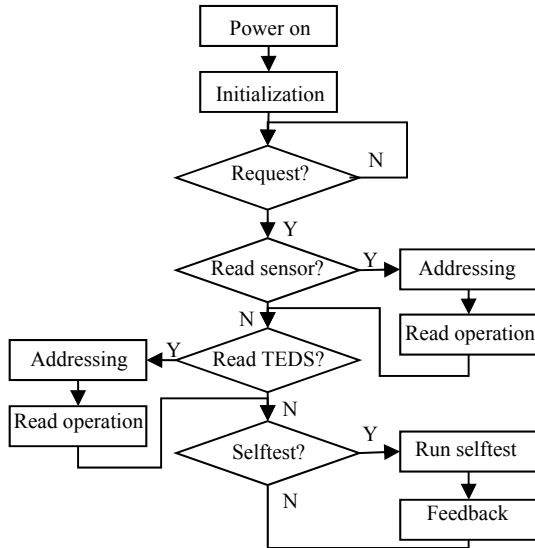 Power on
Initialization
N
Request?
Y
Read sensor?
Y
Addressing
Read operation
N
Read TEDS?
Y
Addressing
Read operation
N
Selftest?
Y
Run selftest
Feedback
N